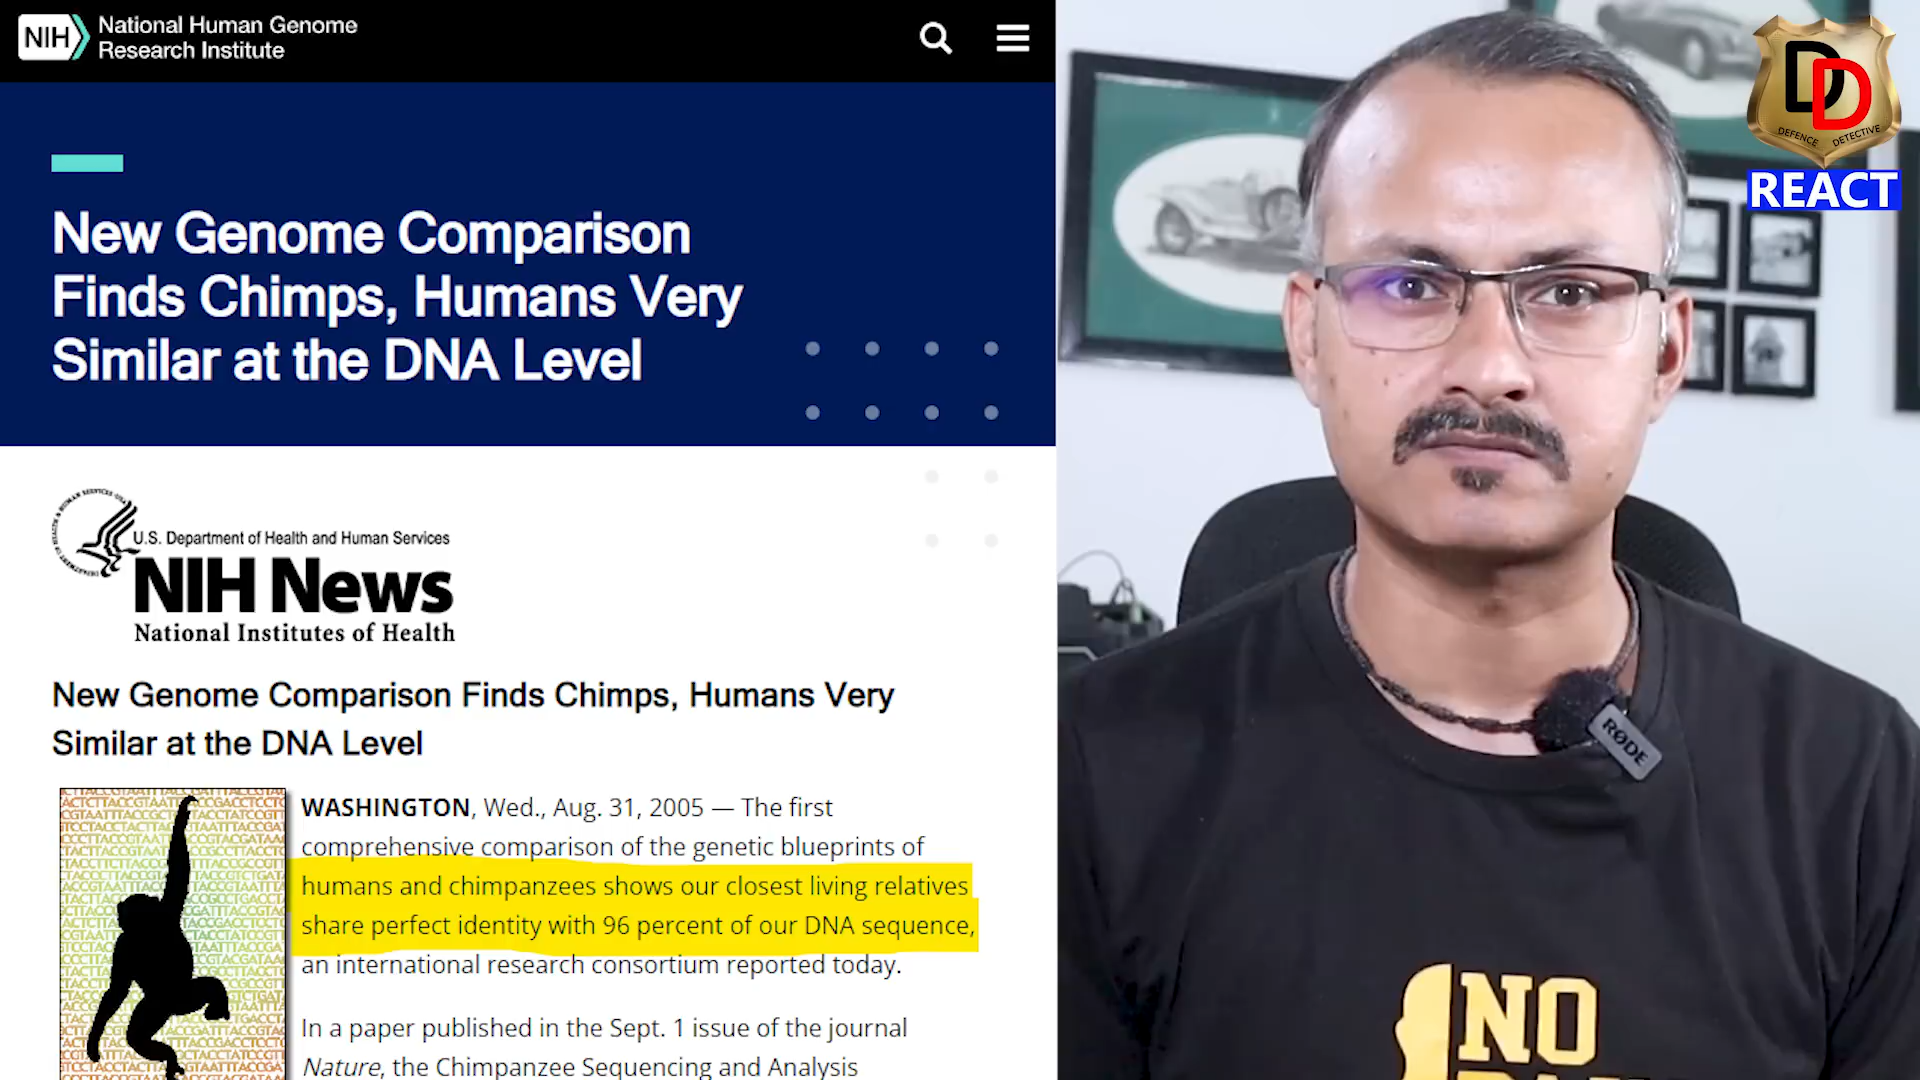 NIH National Human Genome
Research Institute
New Genome Comparison
Finds Chimps, Humans Very
Similar at the DNA Level
U.S. Department of Health and Human Services
NIH News
National Institutes of Health
New Genome Comparison Finds Chimps, Humans Very
Similar at the DNA Level
WASHINGTON, Wed., Aug. 31, 2005 — The first
comprehensive comparison of the genetic blueprints of
humans and chimpanzees shows our closest living relatives
share perfect identity with 96 percent of our DNA sequence,
an international research consortium reported today.
In a paper published in the Sept. 1 issue of the journal
Nature, the Chimpanzee Sequencing and Analysis
DD
DEFENCE DETECTIVE
REACT
RØDE
NO